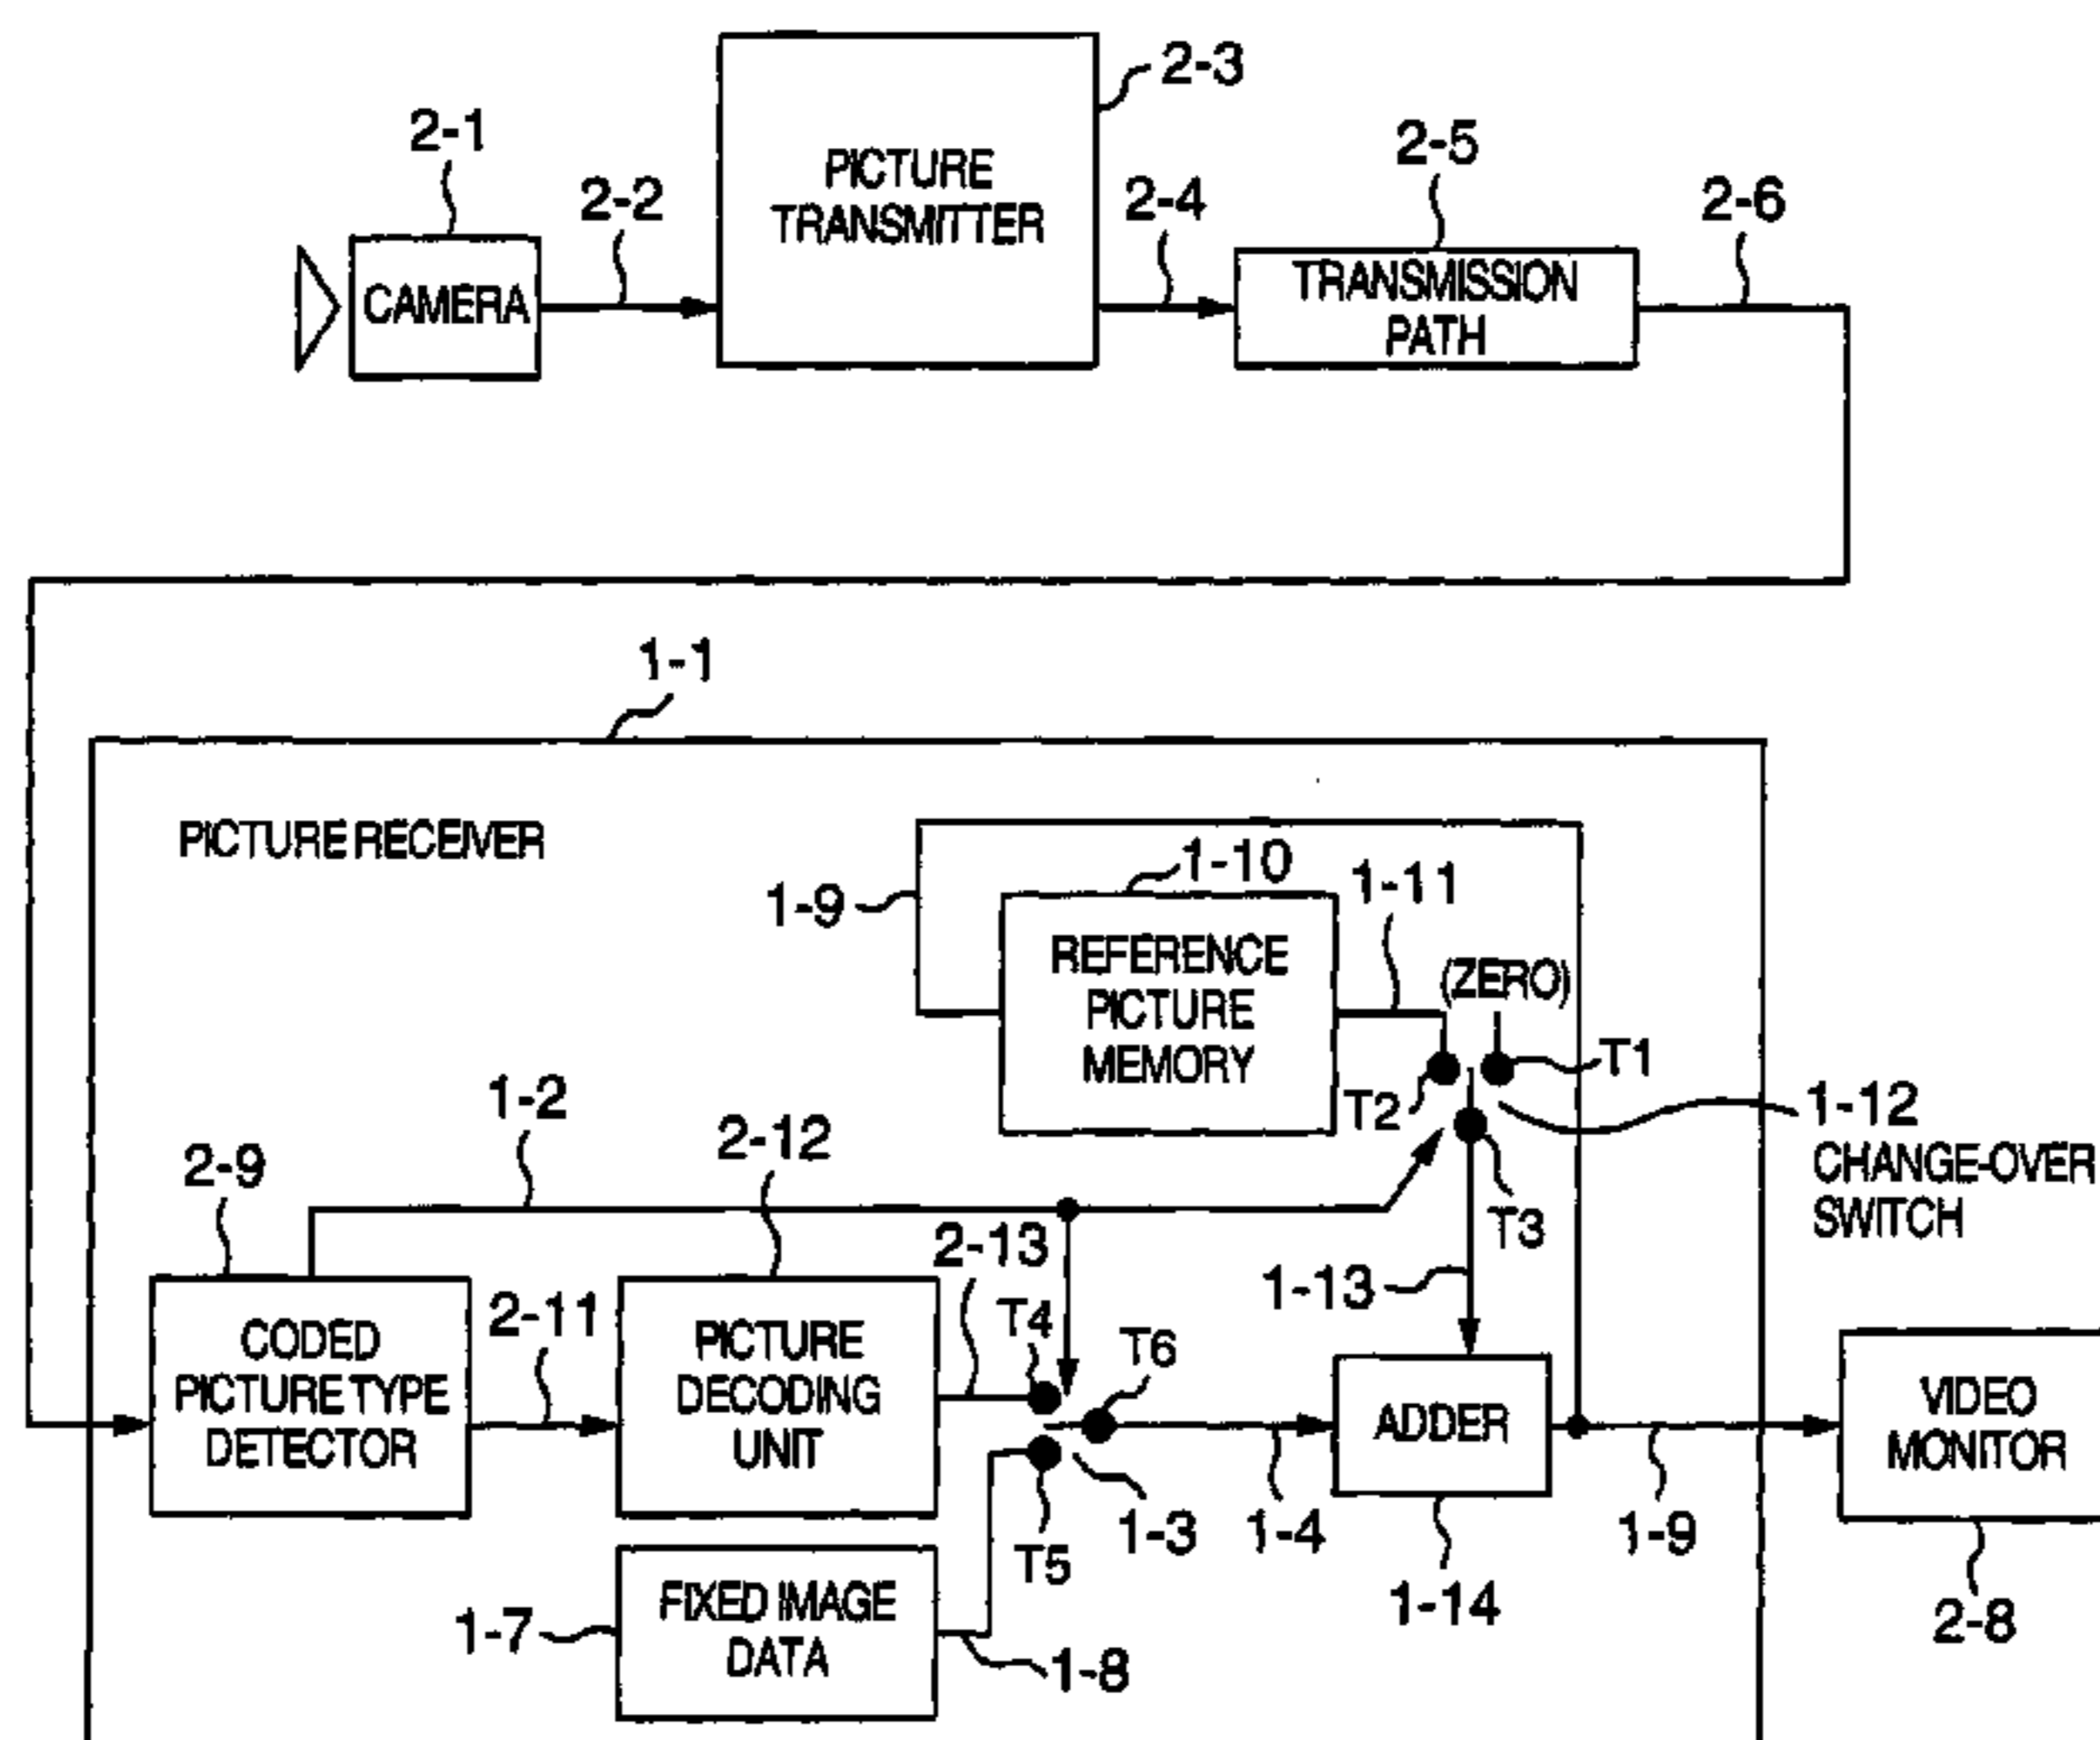 2-3
2-1
2-2
PICTURE
TRANSMITTER
2-4
2-5
2-6
CAMERA
TRANSMISSION
PATH
1-1
PICTURE RECEIVER
1-9
1-10
1-11
REFERENCE
PICTURE
MEMORY
(ZERO)
T2
T1
1-12
CHANGE-OVER
SWITCH
1-2
2-12
2-9
2-13
T3
1-13
2-11
T4
T6
CODED
PICTURE TYPE
DETECTOR
PICTURE
DECODING
UNIT
ADDER
VIDEO
MONITOR
1-3
1-4
1-9
T5
1-14
2-8
1-7
FIXED IMAGE
DATA
1-8